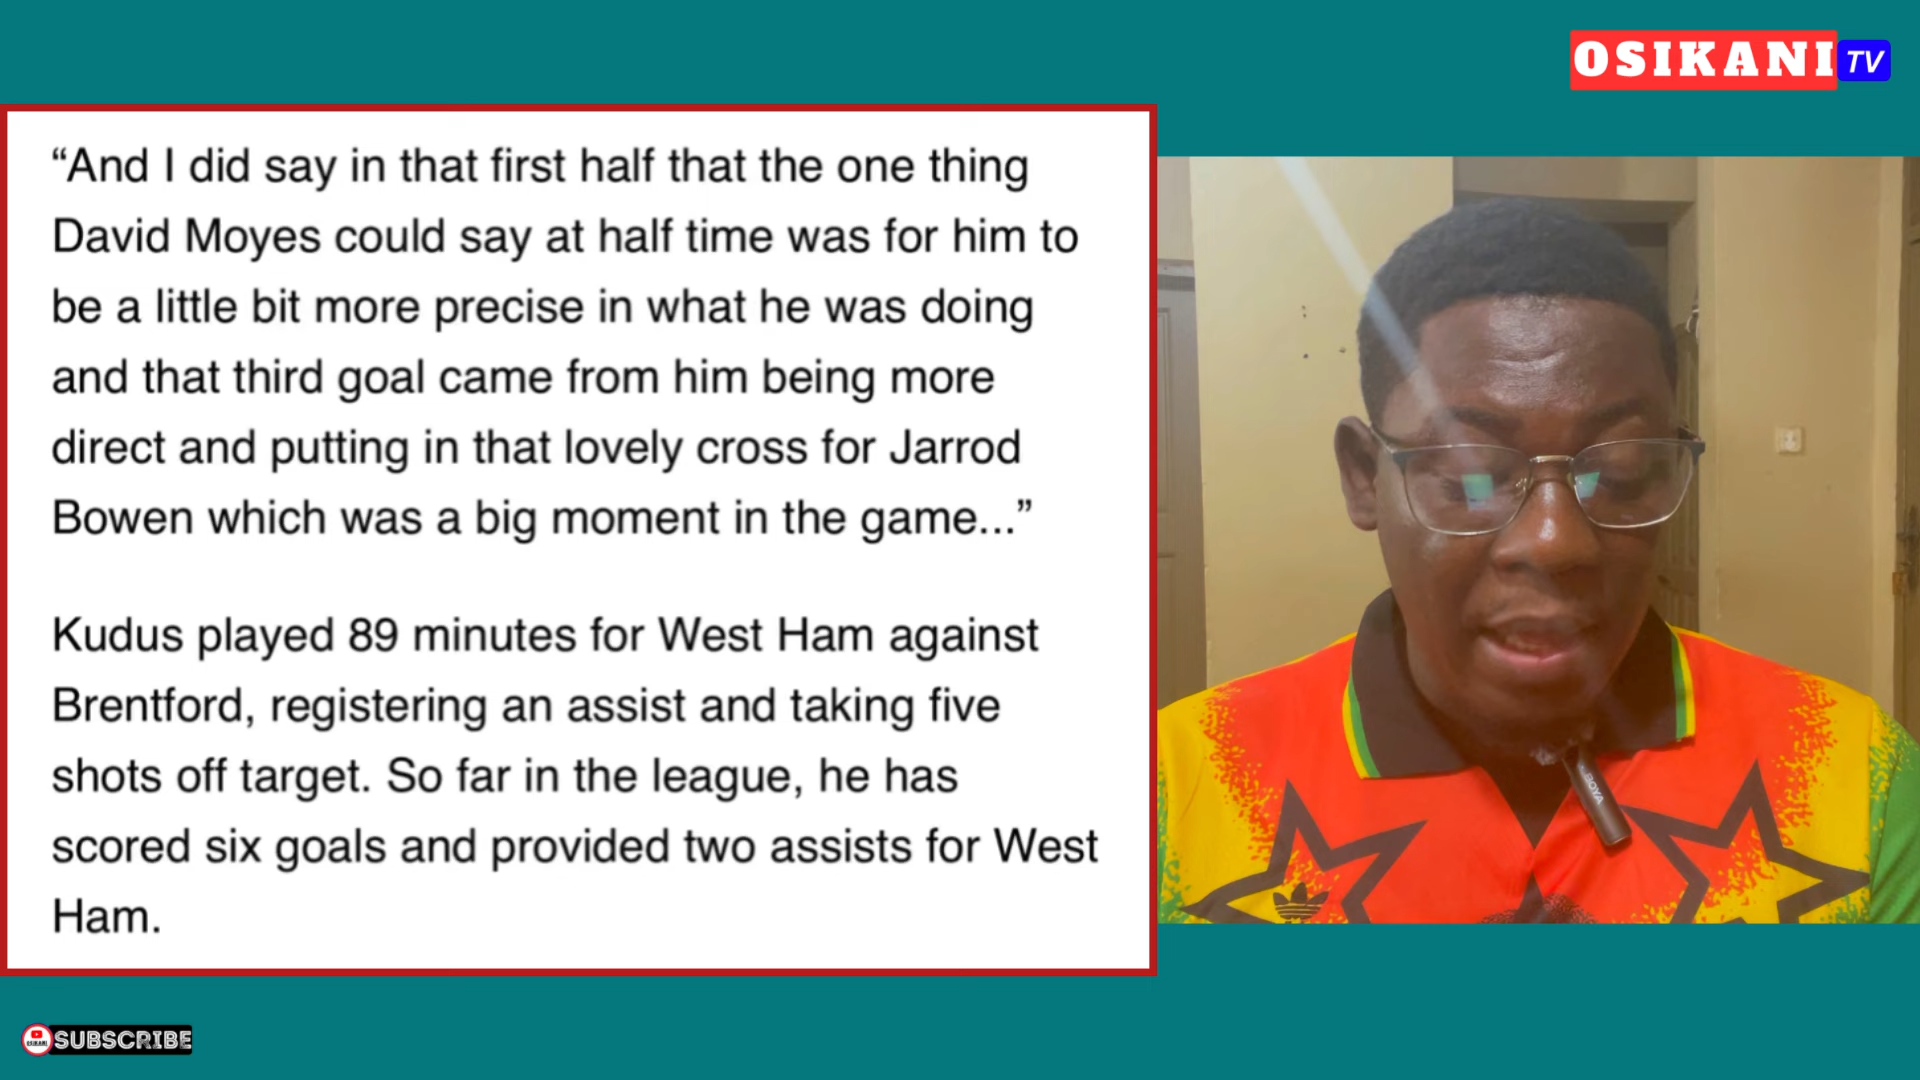 OSIKANI TV
“And I did say in that first half that the one thing
David Moyes could say at half time was for him to
be a little bit more precise in what he was doing
and that third goal came from him being more
direct and putting in that lovely cross for Jarrod
Bowen which was a big moment in the game...”
Kudus played 89 minutes for West Ham against
Brentford, registering an assist and taking five
shots off target. So far in the league, he has
scored six goals and provided two assists for West
Ham.
BOYA
SUBSCRIBE